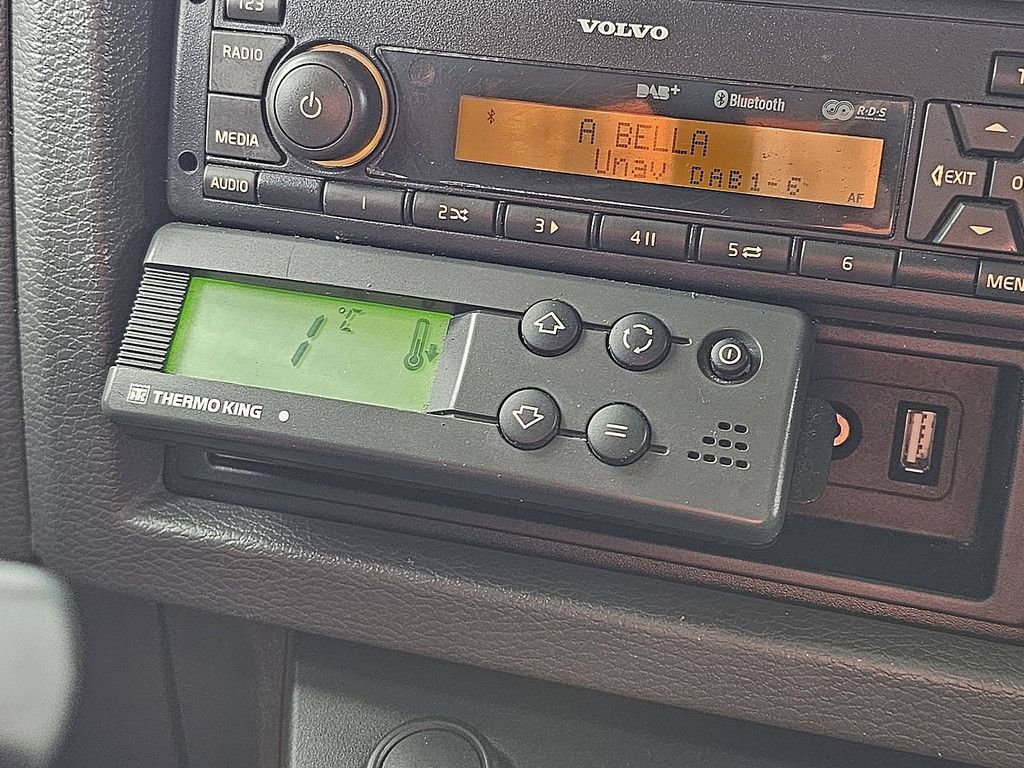 123
VOLVO
RADIO
DAB+
Bluetooth
R·D·S
MEDIA
A BELLA
Unav DAB1-6
AF
EXIT
AUDIO
1
2
3
4
5
6
MEN
1 °C
THERMO KING